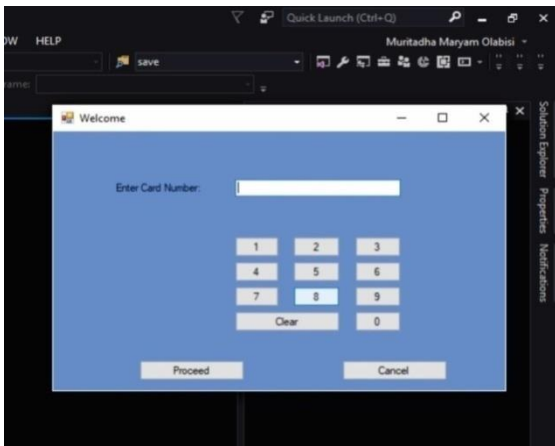 Quick Launch (Ctrl+Q)
OW HELP Muritadha Maryam Olabisi
save
rame:
Welcome
Solution Explorer
Properties
Notifications
Enter Card Number:
1 2 3
4 5 6
7 8 9
Clear 0
Proceed Cancel